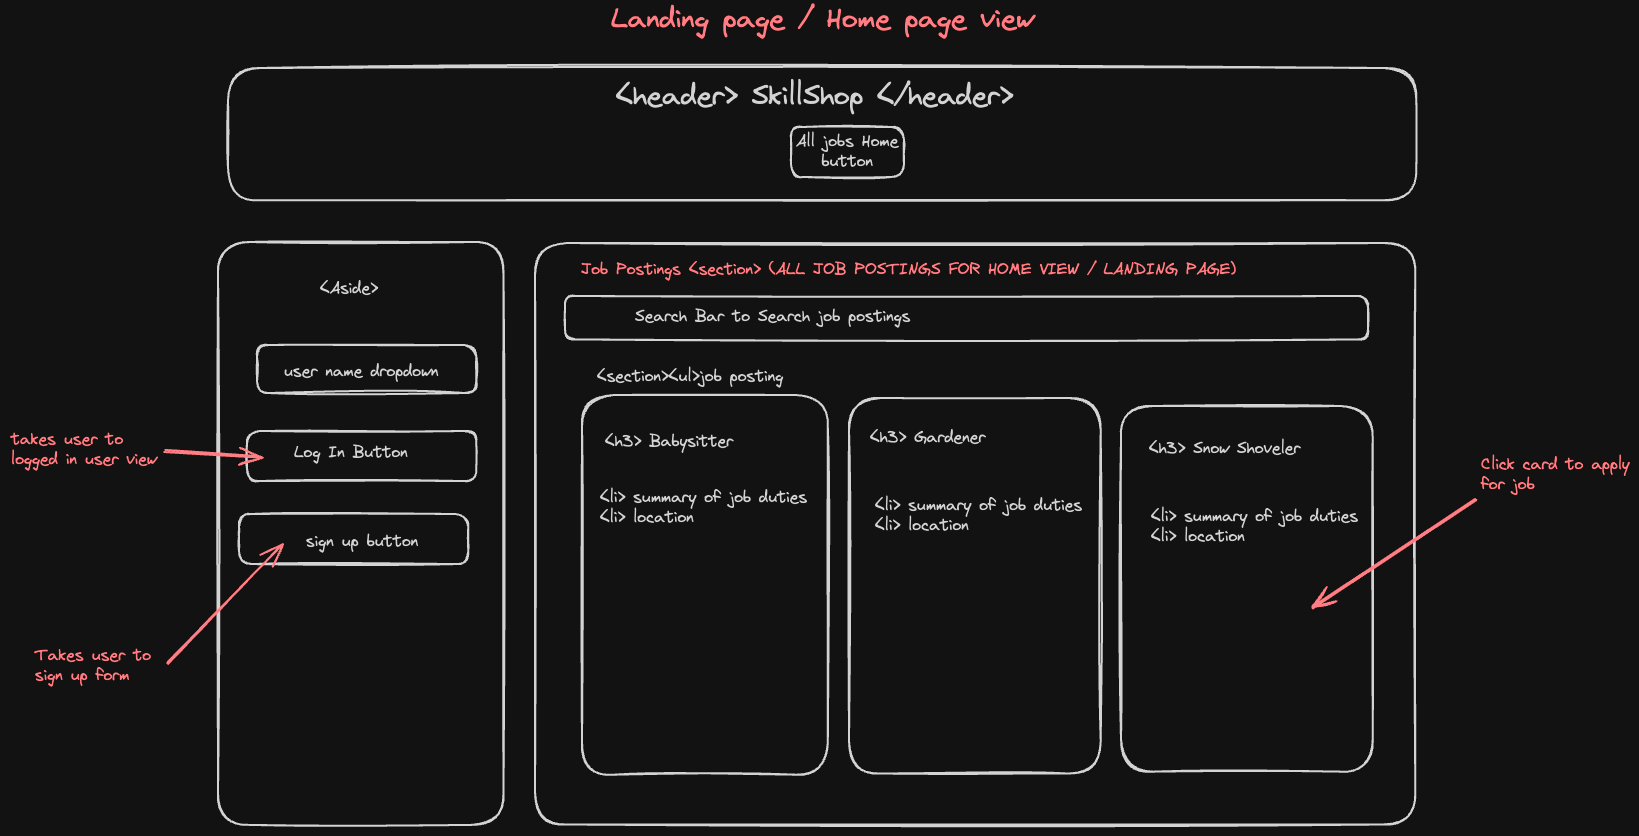 Landing page / Home page view
<header> SkillShop </header>
All jobs Home
button
<Aside>
user name dropdown
Log In Button
sign up button
takes user to
logged in user view
Takes user to
sign up form
Job Postings <section> (ALL JOB POSTINGS FOR HOME VIEW / LANDING PAGE)
Search Bar to Search job postings
<section><ul>job posting
<h3> Babysitter
<li> summary of job duties
<li> location
<h3> Gardener
<li> summary of job duties
<li> location
<h3> Snow Shoveler
<li> summary of job duties
<li> location
Click card to apply
for job